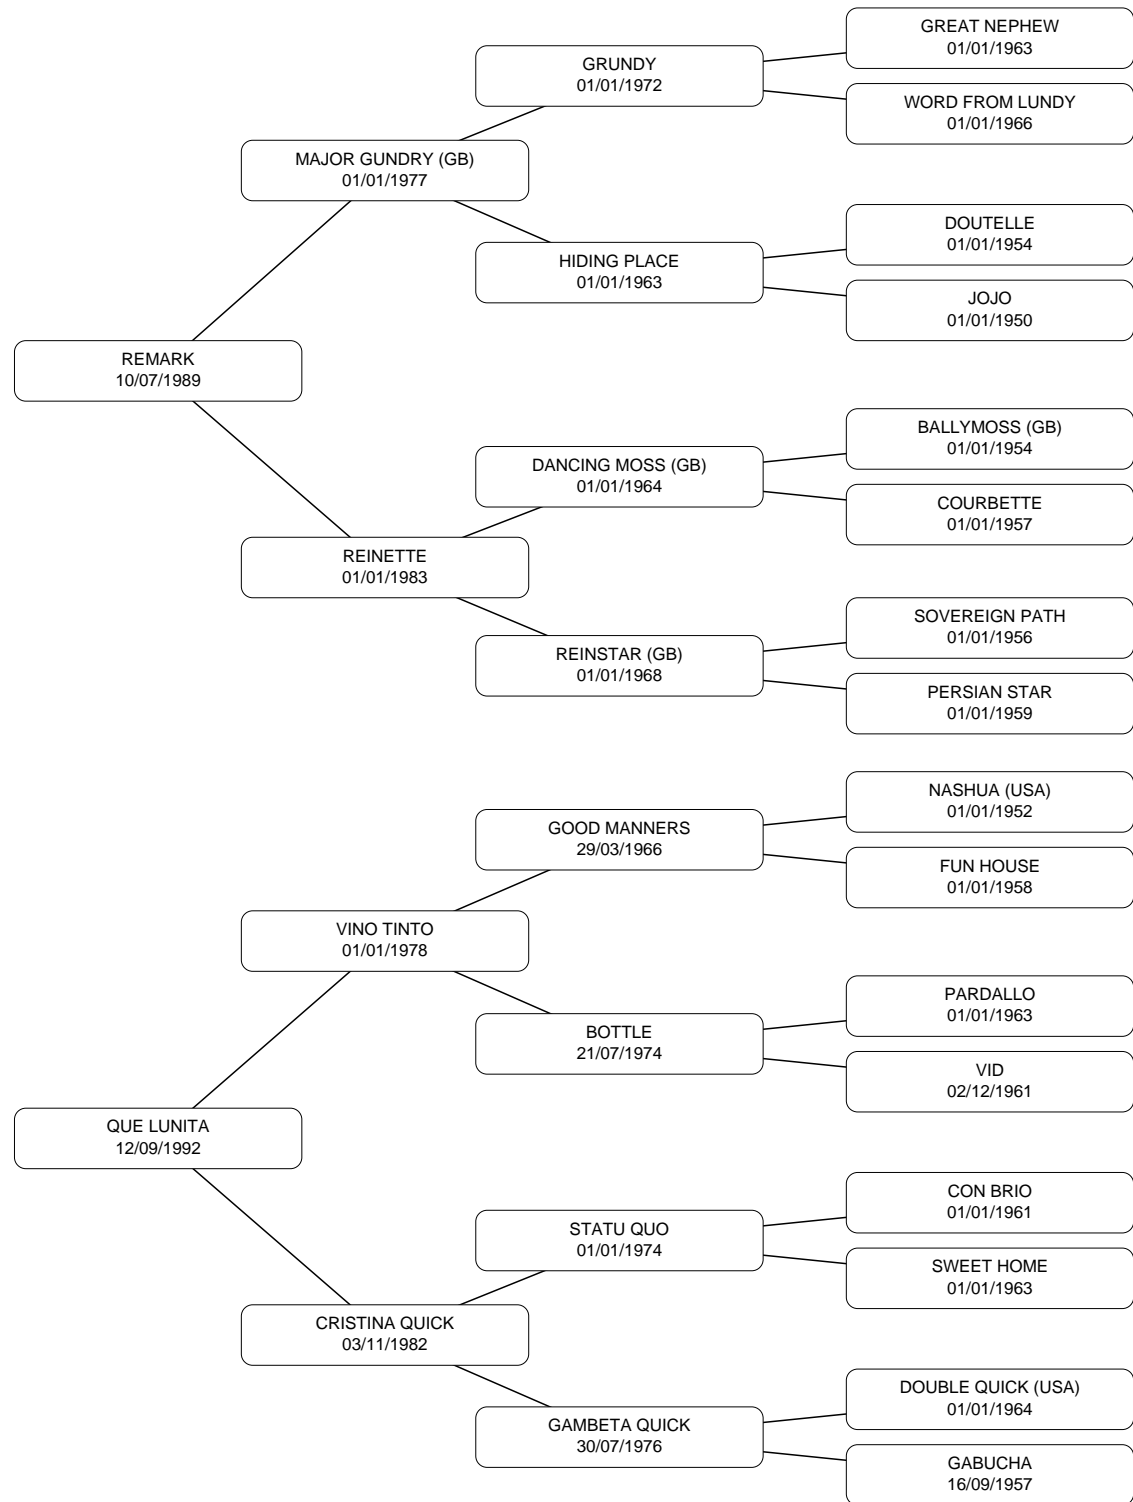 GREAT NEPHEW
01/01/1963
GRUNDY
01/01/1972
WORD FROM LUNDY
01/01/1966
MAJOR GUNDRY (GB)
01/01/1977
DOUTELLE
01/01/1954
HIDING PLACE
01/01/1963
JOJO
01/01/1950
REMARK
10/07/1989
BALLYMOSS (GB)
01/01/1954
DANCING MOSS (GB)
01/01/1964
COURBETTE
01/01/1957
REINETTE
01/01/1983
SOVEREIGN PATH
01/01/1956
REINSTAR (GB)
01/01/1968
PERSIAN STAR
01/01/1959
NASHUA (USA)
01/01/1952
GOOD MANNERS
29/03/1966
FUN HOUSE
01/01/1958
VINO TINTO
01/01/1978
PARDALLO
01/01/1963
BOTTLE
21/07/1974
VID
02/12/1961
QUE LUNITA
12/09/1992
CON BRIO
01/01/1961
STATU QUO
01/01/1974
SWEET HOME
01/01/1963
CRISTINA QUICK
03/11/1982
DOUBLE QUICK (USA)
01/01/1964
GAMBETA QUICK
30/07/1976
GABUCHA
16/09/1957